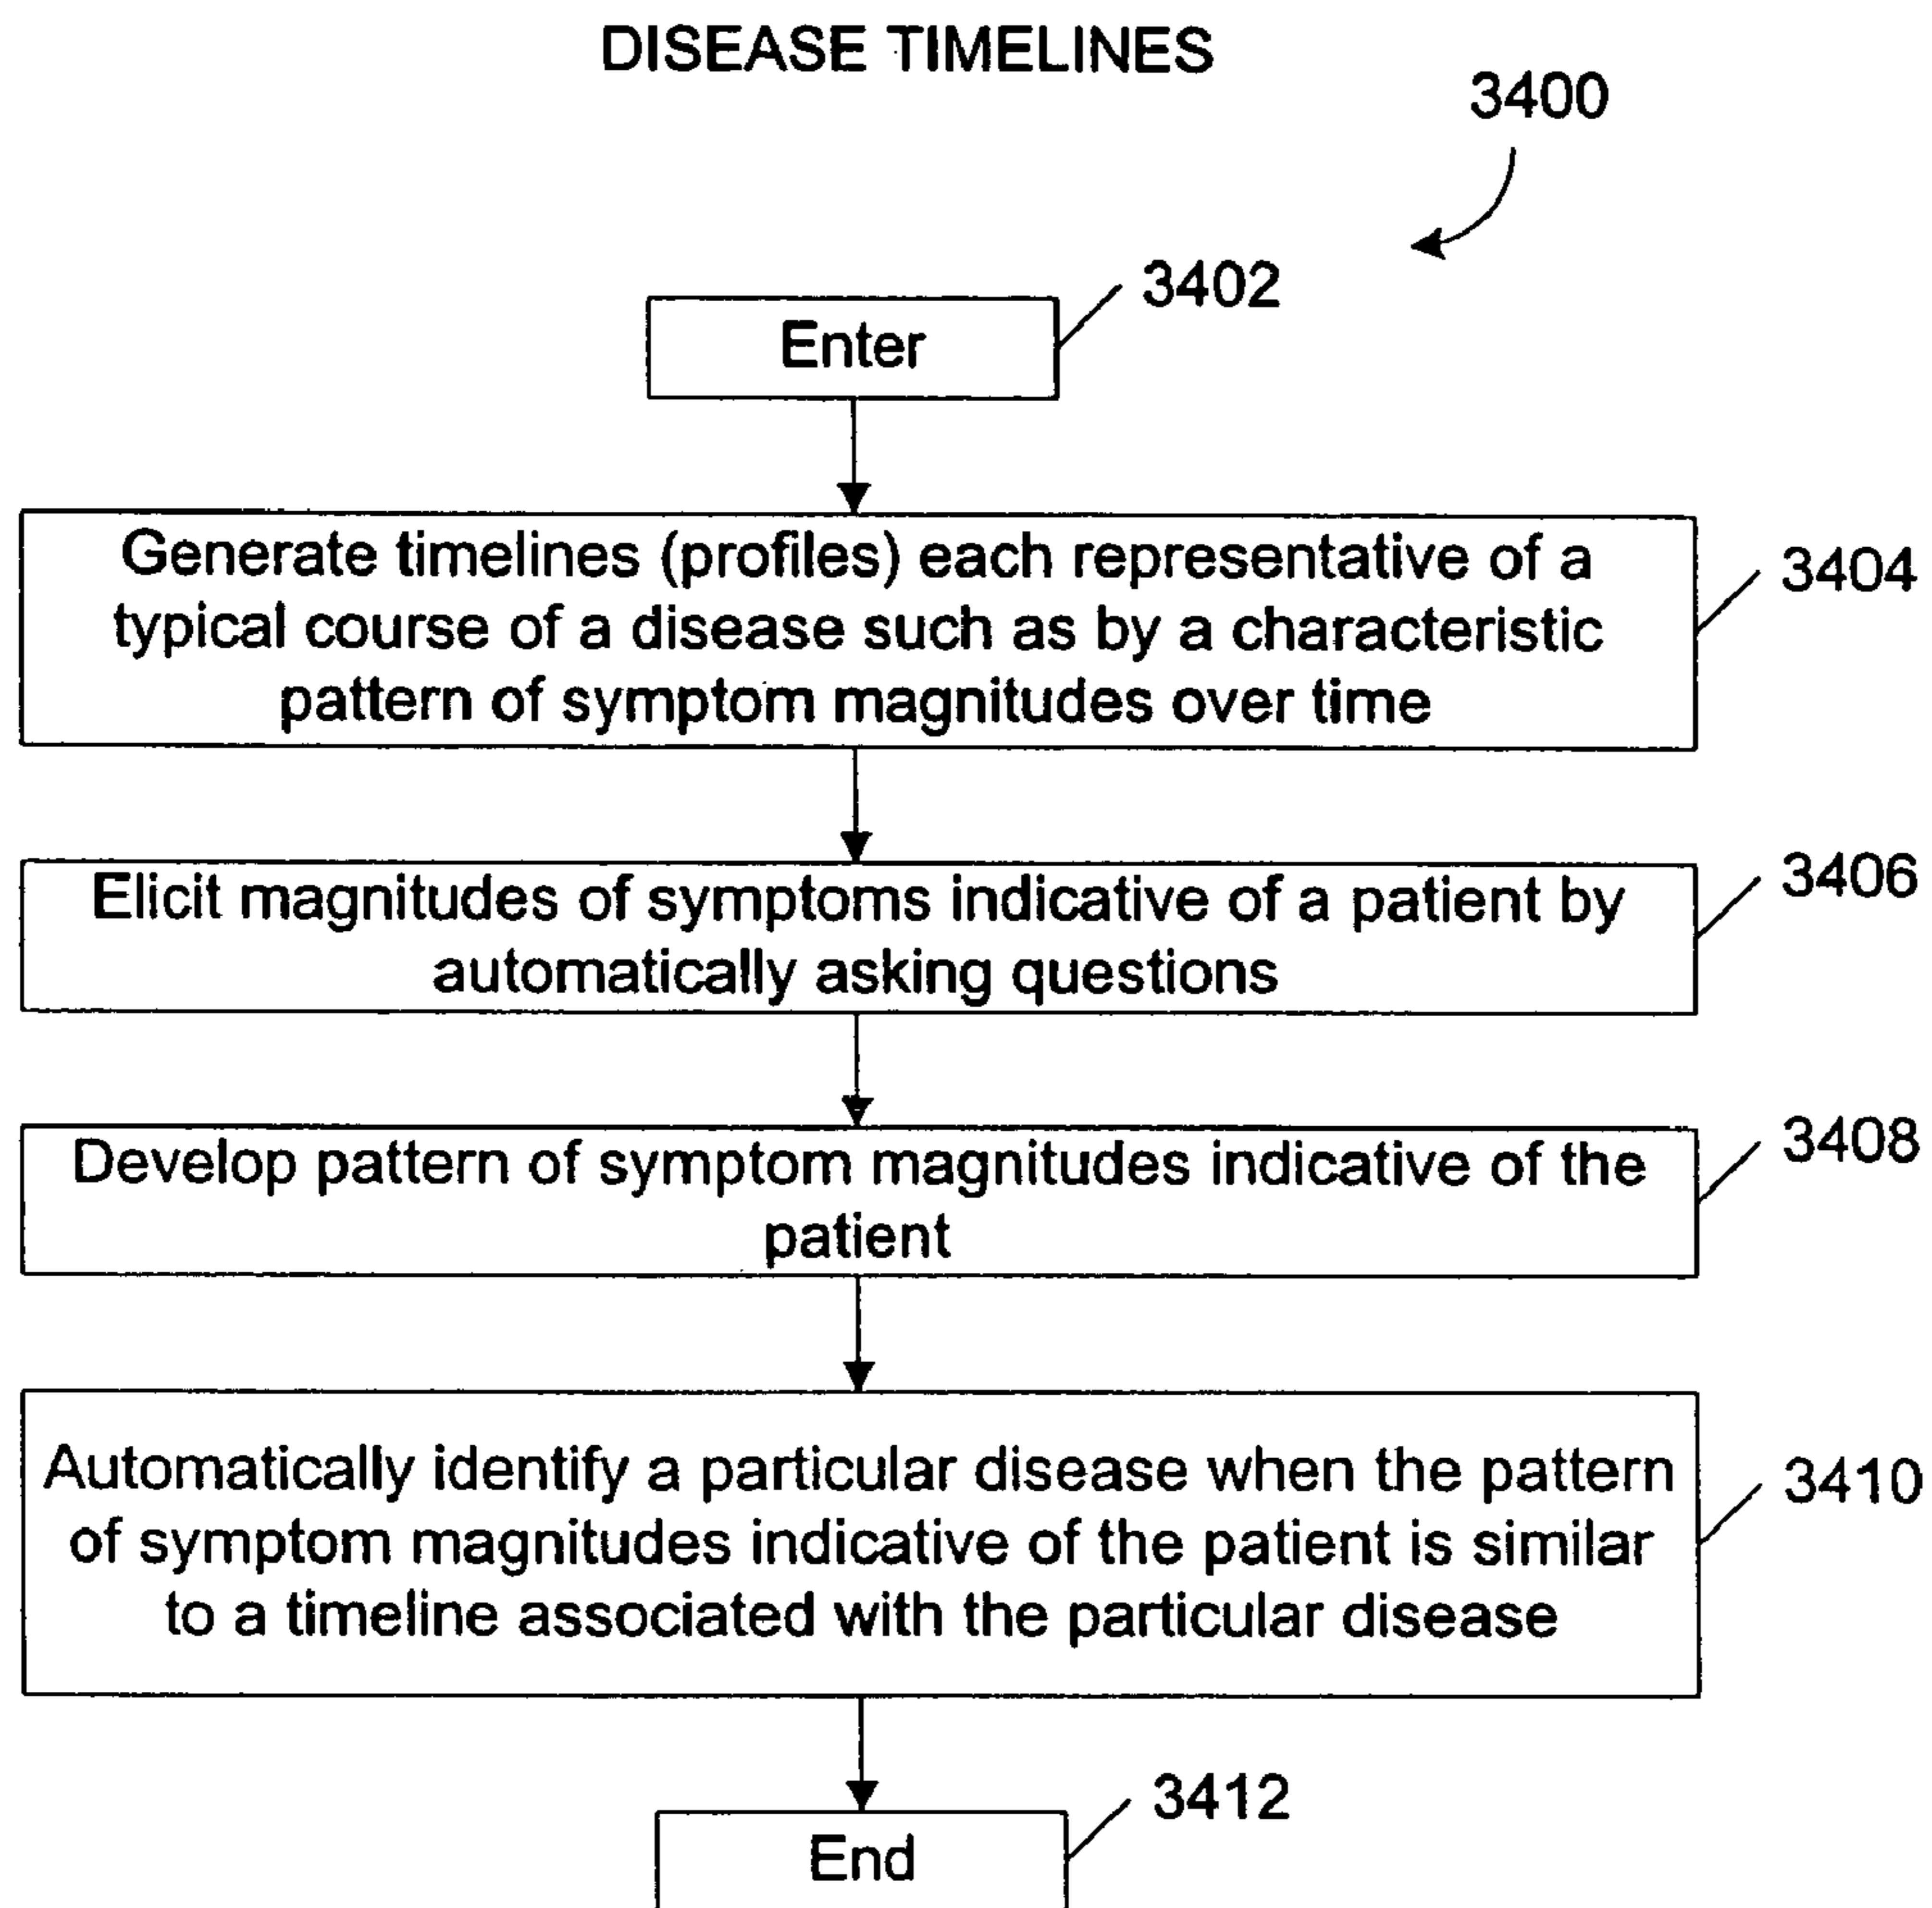 DISEASE TIMELINES
3400
3402
Enter
Generate timelines (profiles) each representative of a
typical course of a disease such as by a characteristic
pattern of symptom magnitudes over time
3404
Elicit magnitudes of symptoms indicative of a patient by
automatically asking questions
3406
Develop pattern of symptom magnitudes indicative of the
patient
3408
Automatically identify a particular disease when the pattern
of symptom magnitudes indicative of the patient is similar
to a timeline associated with the particular disease
3410
3412
End